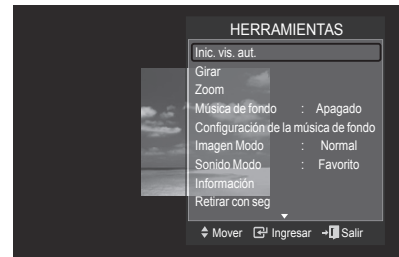 HERRAMIENTAS
Inic. vis. aut.
Girar
Zoom
Música de fondo : Apagado
Configuración de la música de fondo
Imagen Modo : Normal
Sonido Modo : Favorito
Información
Retirar con seg
Mover Ingresar Salir